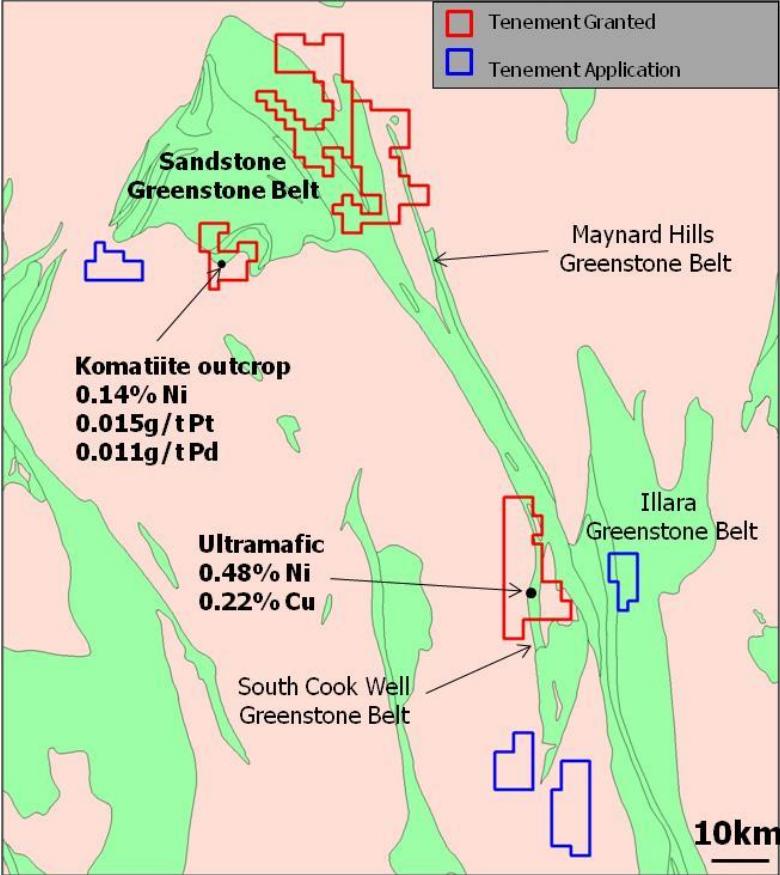 Tenement Granted
Tenement Application
Sandstone
Greenstone Belt
Maynard Hills
Greenstone Belt
Komatiite outcrop
0.14% Ni
0.015g/t Pt
0.011g/t Pd
Illara
Greenstone Belt
Ultramafic
0.48% Ni
0.22% Cu
South Cook Well
Greenstone Belt
10km